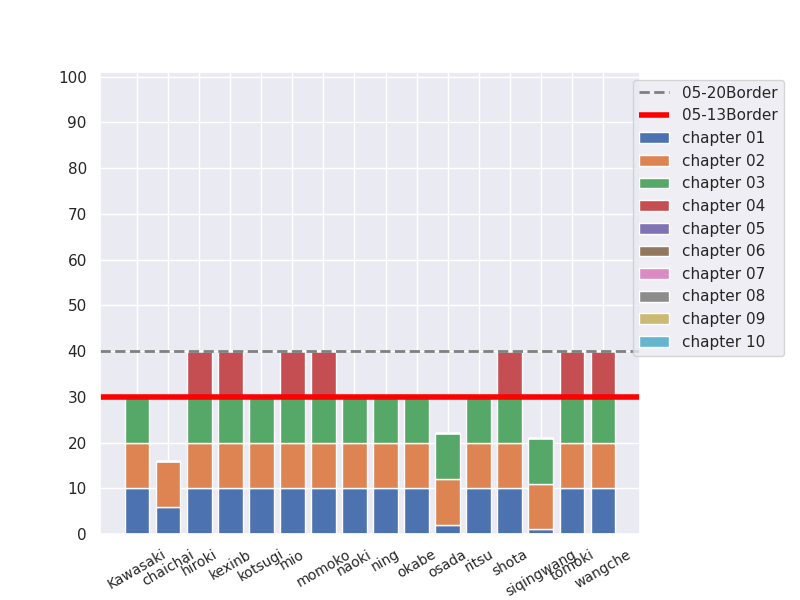 100
90
80
70
60
50
40
30
20
10
0
05-20Border
05-13Border
chapter 01
chapter 02
chapter 03
chapter 04
chapter 05
chapter 06
chapter 07
chapter 08
chapter 09
chapter 10
Kawasaki
chaichai
hiroki
kexinb
kotsugi
mio
momoko
naoki
ning
okabe
osada
ritsu
shota
siqingwang
tomoki
wangche